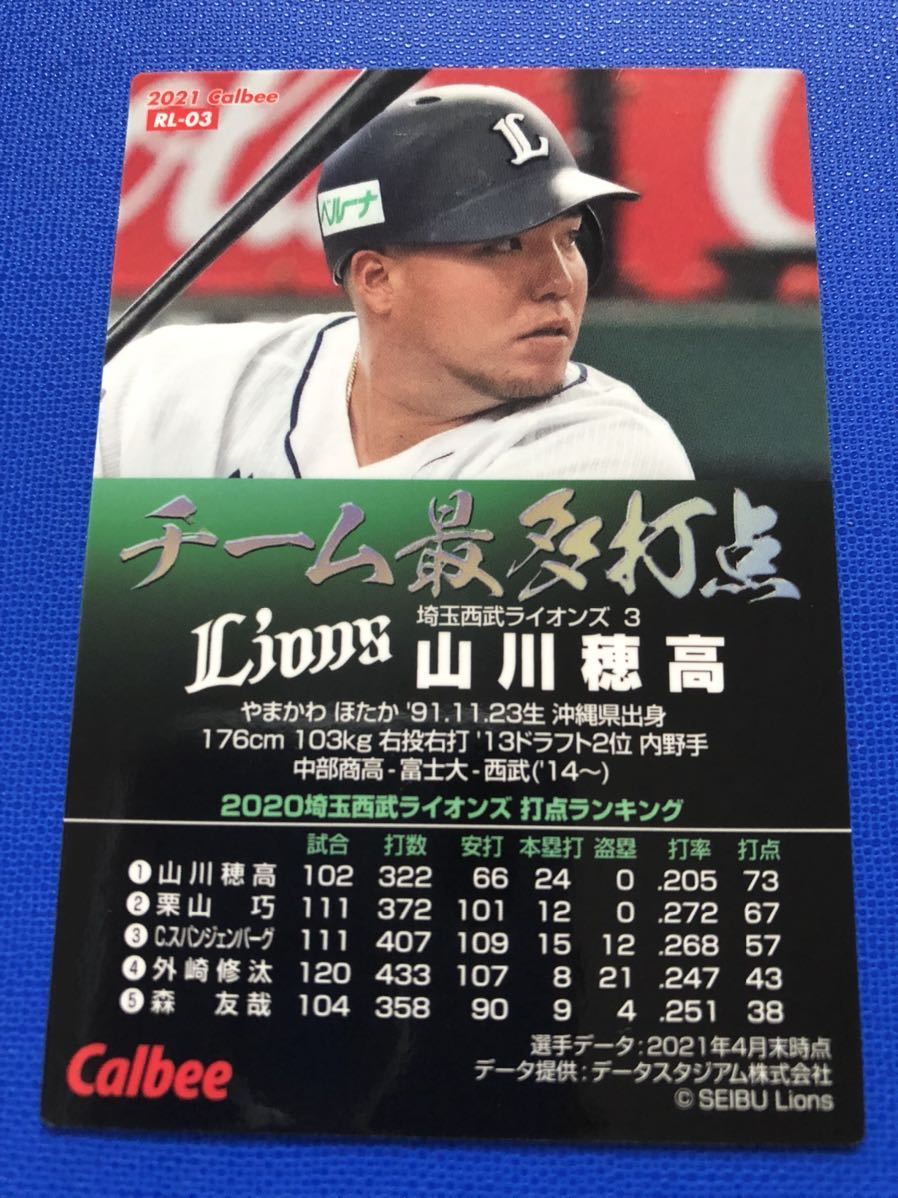 2021 Calbee
RL-03
L
ベルーナ
チーム最多打点
Lions
埼玉西武ライオンズ 3
山川穂高
やまかわ ほたか '91.11.23生 沖縄県出身
176cm 103kg 右投右打 '13ドラフト2位 内野手
中部商高-富士大-西武('14〜)
2020埼玉西武ライオンズ 打点ランキング
試合 打数 安打 本塁打 盗塁 打率 打点
❶山川穂高 102 322 66 24 0 .205 73
❷栗山 巧 111 372 101 12 0 .272 67
❸C.スパンジェンバーグ 111 407 109 15 12 .268 57
❹外崎修汰 120 433 107 8 21 .247 43
❺森 友哉 104 358 90 9 4 .251 38
選手データ:2021年4月末時点
データ提供:データスタジアム株式会社
© SEIBU Lions
Calbee